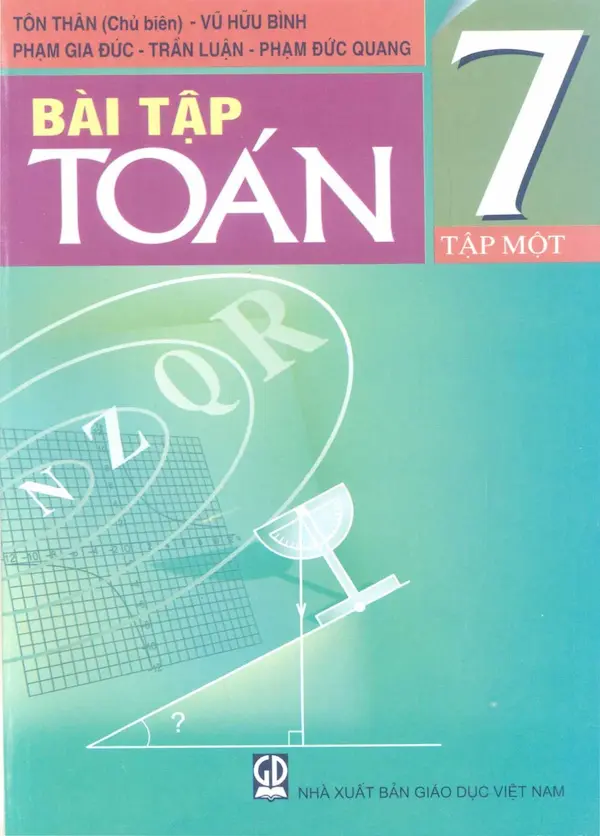 TÔN THÂN (Chủ biên) - VŨ HỮU BÌNH
PHẠM GIA ĐỨC - TRẦN LUẬN - PHẠM ĐỨC QUANG
BÀI TẬP
TOÁN
7
TẬP MỘT
N Z Q R
?
GD
NHÀ XUẤT BẢN GIÁO DỤC VIỆT NAM